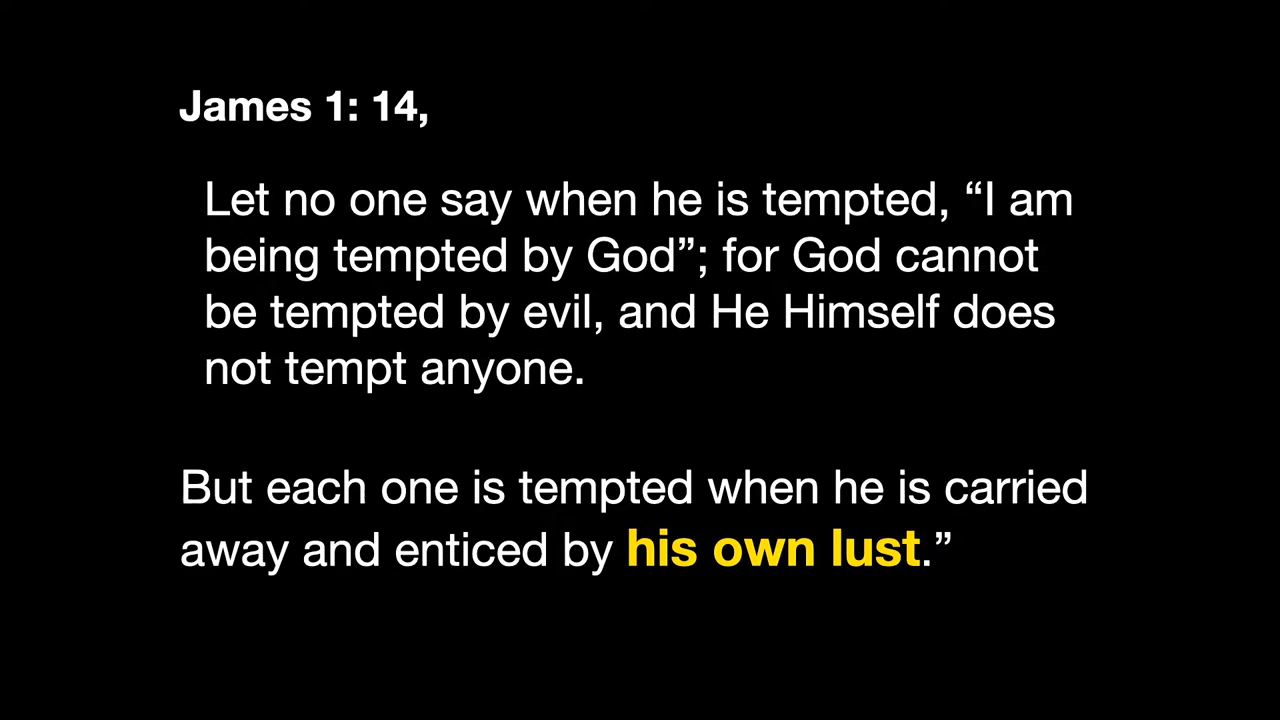 James 1: 14,
Let no one say when he is tempted, “I am
being tempted by God”; for God cannot
be tempted by evil, and He Himself does
not tempt anyone.
But each one is tempted when he is carried
away and enticed by his own lust.”